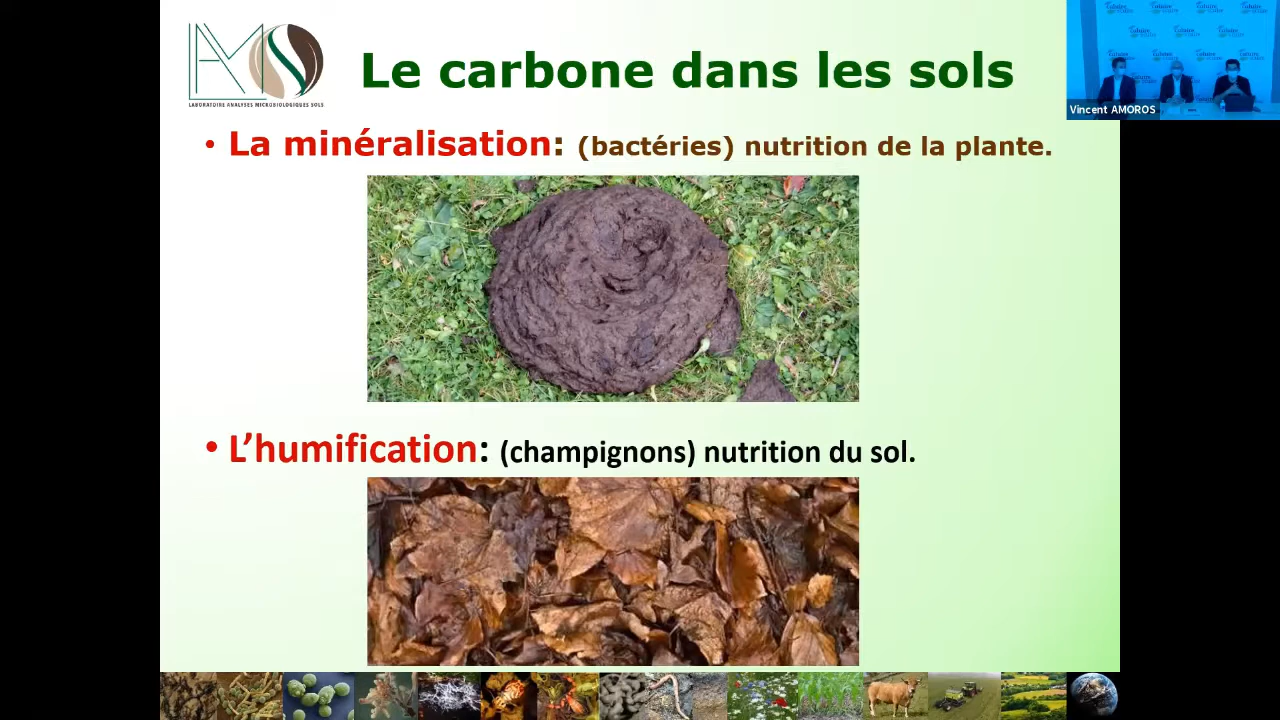 LAMS
LABORATOIRE ANALYSES MICROBIOLOGIQUES SOLS
Le carbone dans les sols
Vincent AMOROS
• La minéralisation: (bactéries) nutrition de la plante.
• L’humification: (champignons) nutrition du sol.